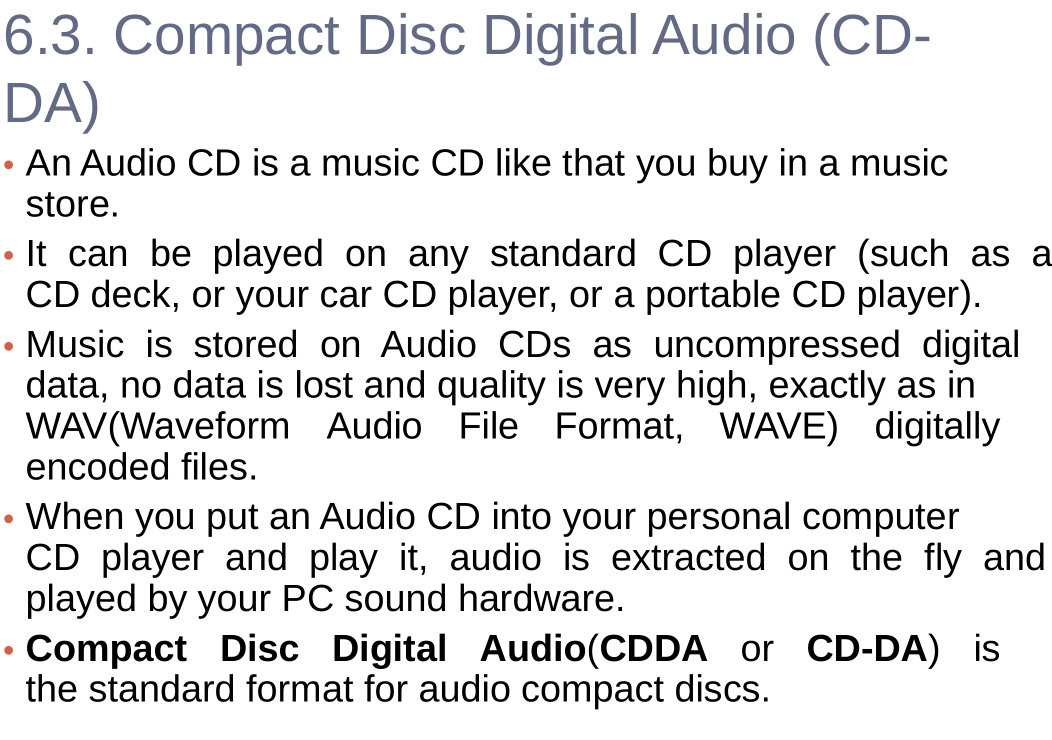 6.3. Compact Disc Digital Audio (CD-
DA)
• An Audio CD is a music CD like that you buy in a music
store.
• It can be played on any standard CD player (such as a
CD deck, or your car CD player, or a portable CD player).
• Music is stored on Audio CDs as uncompressed digital
data, no data is lost and quality is very high, exactly as in
WAV(Waveform Audio File Format, WAVE) digitally
encoded files.
• When you put an Audio CD into your personal computer
CD player and play it, audio is extracted on the fly and
played by your PC sound hardware.
• Compact Disc Digital Audio(CDDA or CD-DA) is
the standard format for audio compact discs.